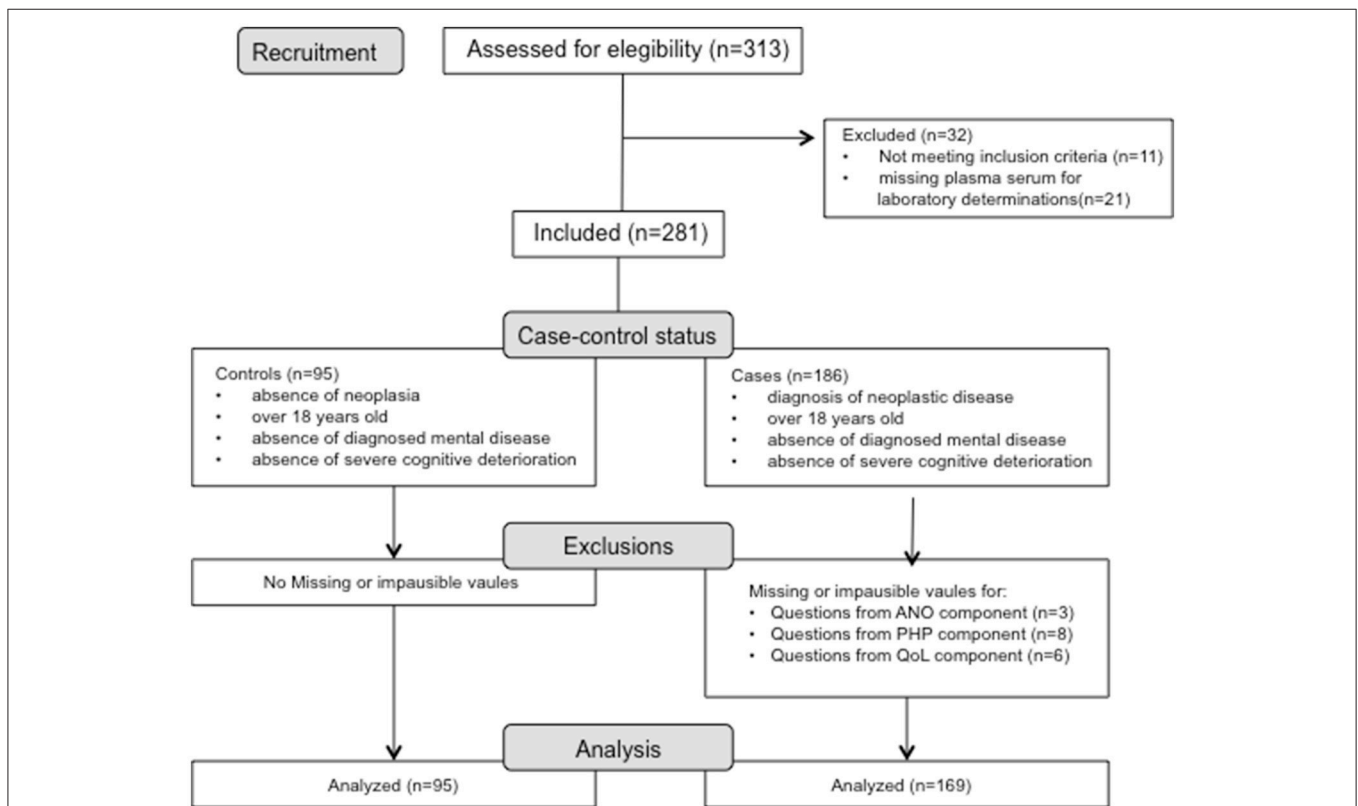 Recruitment
Assessed for elegibility (n=313)
Excluded (n=32)
• Not meeting inclusion criteria (n=11)
• missing plasma serum for
laboratory determinations(n=21)
Included (n=281)
Case-control status
Controls (n=95)
• absence of neoplasia
• over 18 years old
• absence of diagnosed mental disease
• absence of severe cognitive deterioration
Cases (n=186)
• diagnosis of neoplastic disease
• over 18 years old
• absence of diagnosed mental disease
• absence of severe cognitive deterioration
Exclusions
No Missing or impausible vaules
Missing or impausible vaules for:
• Questions from ANO component (n=3)
• Questions from PHP component (n=8)
• Questions from QoL component (n=6)
Analysis
Analyzed (n=95)
Analyzed (n=169)